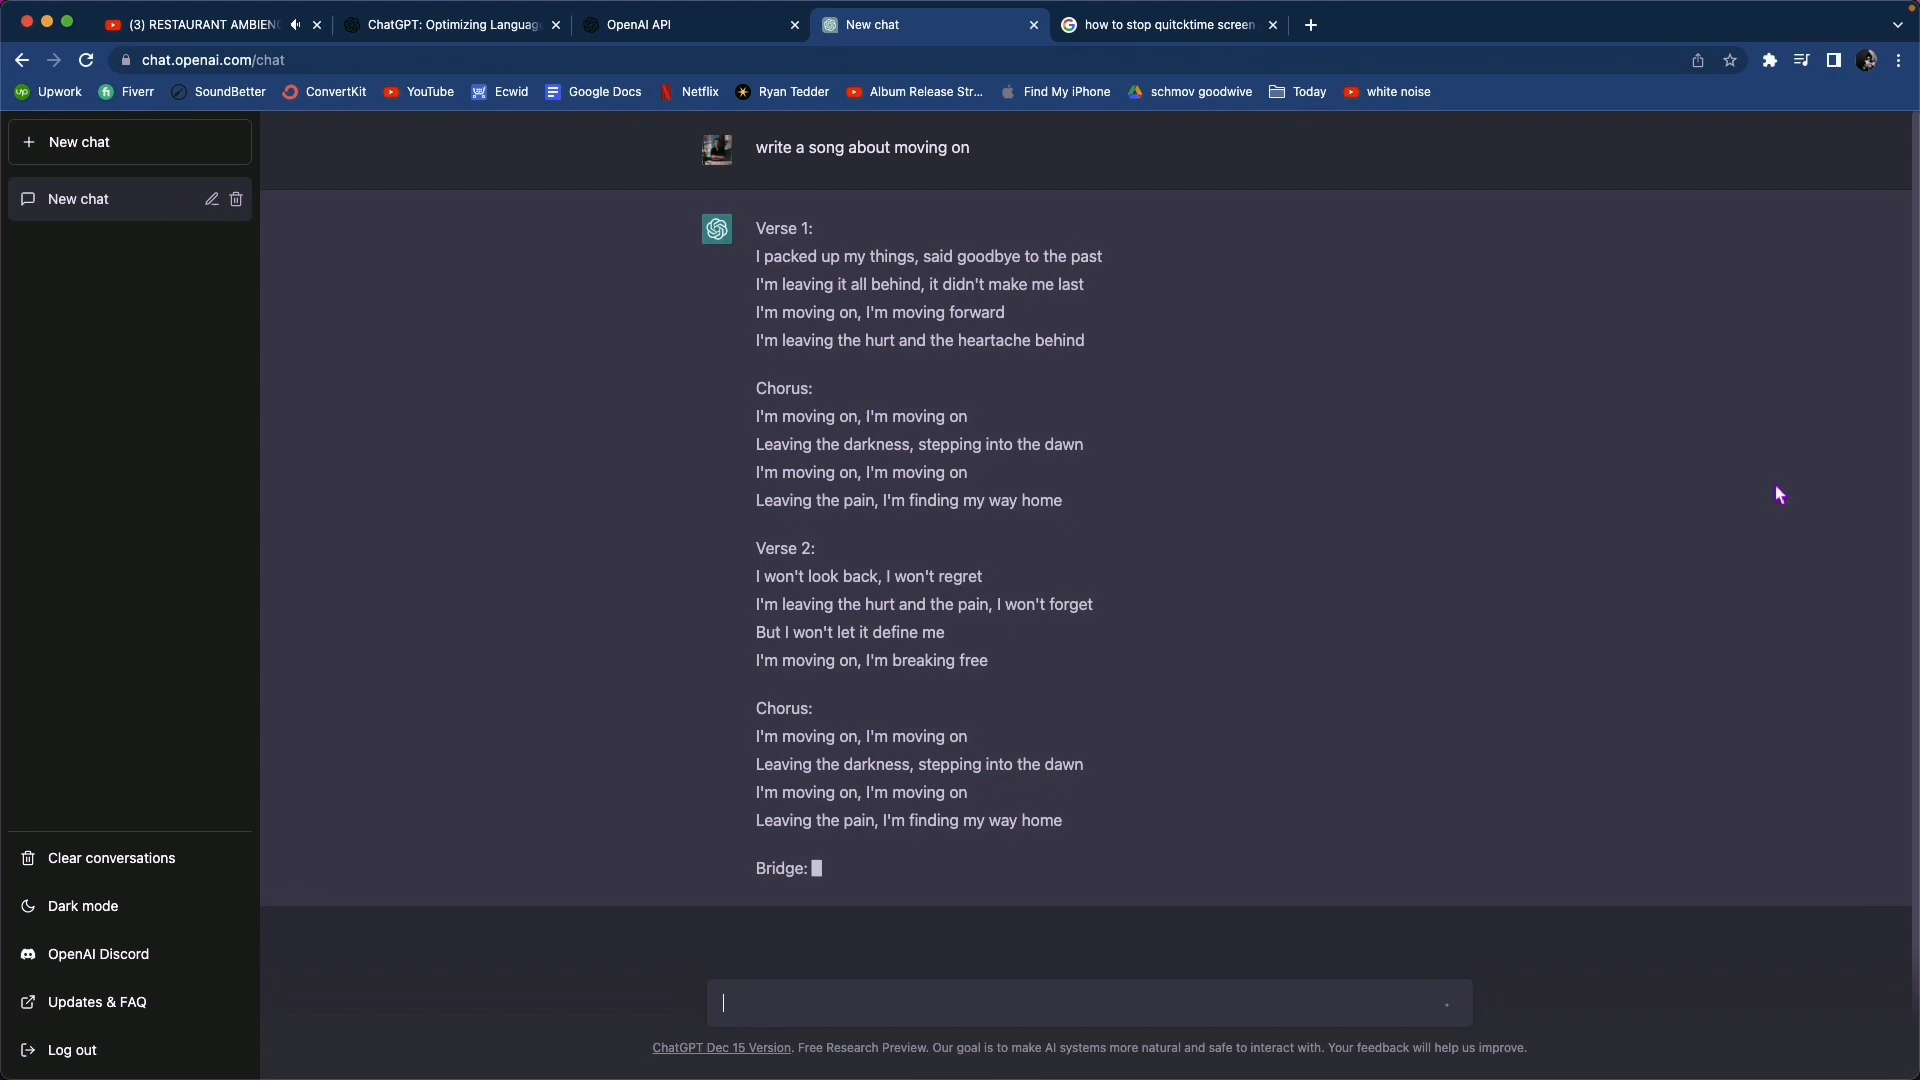 (3) RESTAURANT AMBIEN
ChatGPT: Optimizing Language
OpenAI API
New chat
how to stop quitcktime screen
chat.openai.com/chat
Upwork
Fiverr
SoundBetter
ConvertKit
YouTube
Ecwid
Google Docs
Netflix
Ryan Tedder
Album Release Str...
Find My iPhone
schmov goodwive
Today
white noise
New chat
New chat
Clear conversations
Dark mode
OpenAI Discord
Updates & FAQ
Log out
write a song about moving on
Verse 1:
I packed up my things, said goodbye to the past
I'm leaving it all behind, it didn't make me last
I'm moving on, I'm moving forward
I'm leaving the hurt and the heartache behind
Chorus:
I'm moving on, I'm moving on
Leaving the darkness, stepping into the dawn
I'm moving on, I'm moving on
Leaving the pain, I'm finding my way home
Verse 2:
I won't look back, I won't regret
I'm leaving the hurt and the pain, I won't forget
But I won't let it define me
I'm moving on, I'm breaking free
Chorus:
I'm moving on, I'm moving on
Leaving the darkness, stepping into the dawn
I'm moving on, I'm moving on
Leaving the pain, I'm finding my way home
Bridge:
ChatGPT Dec 15 Version. Free Research Preview. Our goal is to make AI systems more natural and safe to interact with. Your feedback will help us improve.